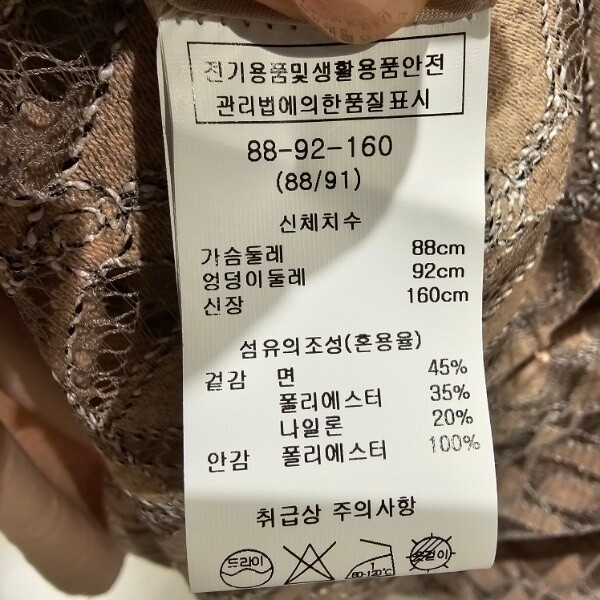 전기용품및생활용품안전
관리법에의한품질표시
88-92-160
(88/91)
신체치수
가슴둘레 88cm
엉덩이둘레 92cm
신장 160cm
섬유의조성(혼용율)
겉감 면 45%
폴리에스터 35%
나일론 20%
안감 폴리에스터 100%
취급상 주의사항
드라이
1
옷걸이